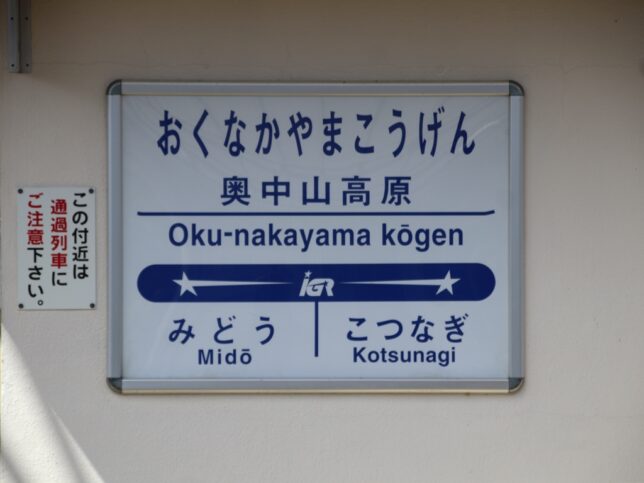 おくなかやまこうげん
奥中山高原
Oku-nakayama kōgen
IGR
みどう
Midō
こつなぎ
Kotsunagi
この付近は
通過列車に
ご注意下さい。